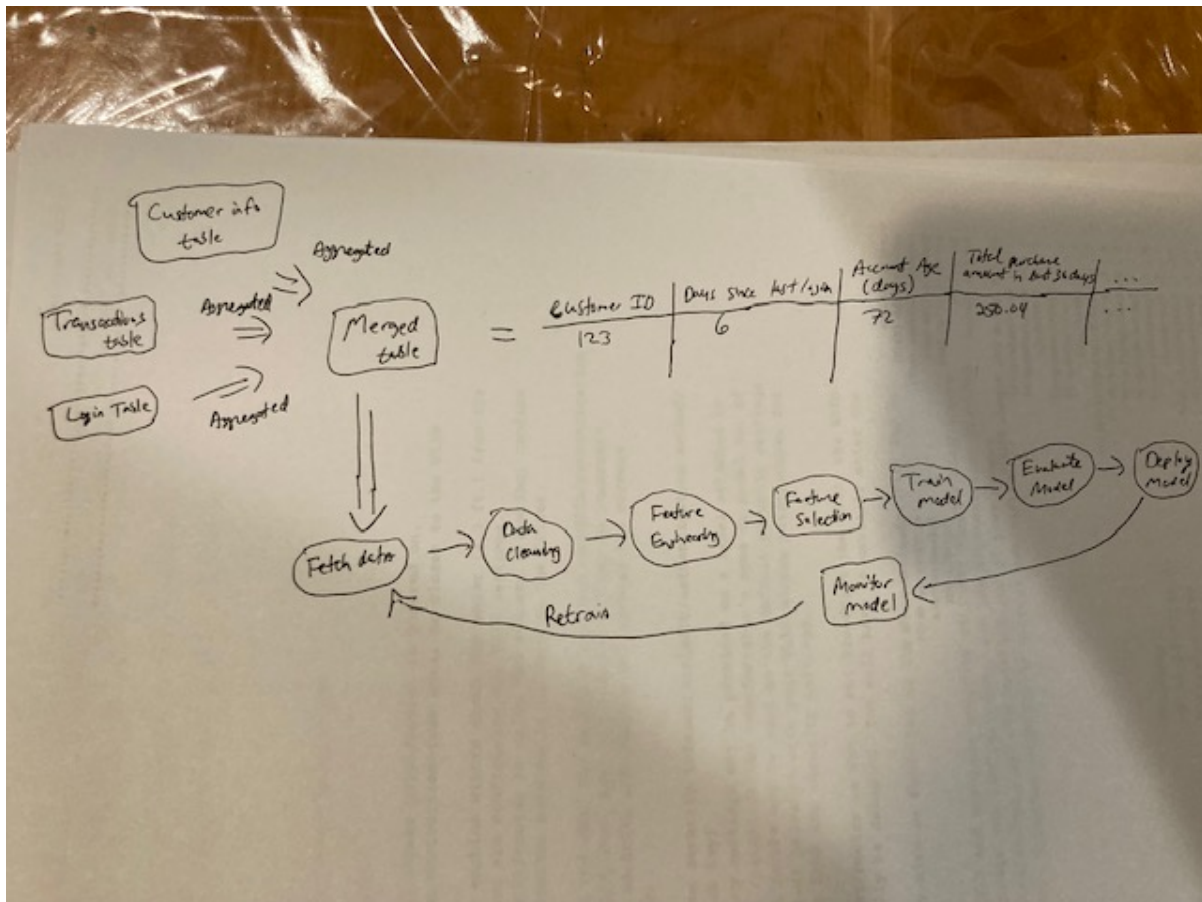 Customer info
table
Aggregated
Transactions
table
Aggregated
Merged
table
Login Table
Aggregated
=
Customer ID
Days since last login
Account Age
(days)
Total purchase
amount in last 30 days
...
123
6
72
250.04
...
Fetch data
Data
Cleaning
Feature
Engineering
Feature
Selection
Train
model
Evaluate
Model
Deploy
Model
Monitor
model
Retrain